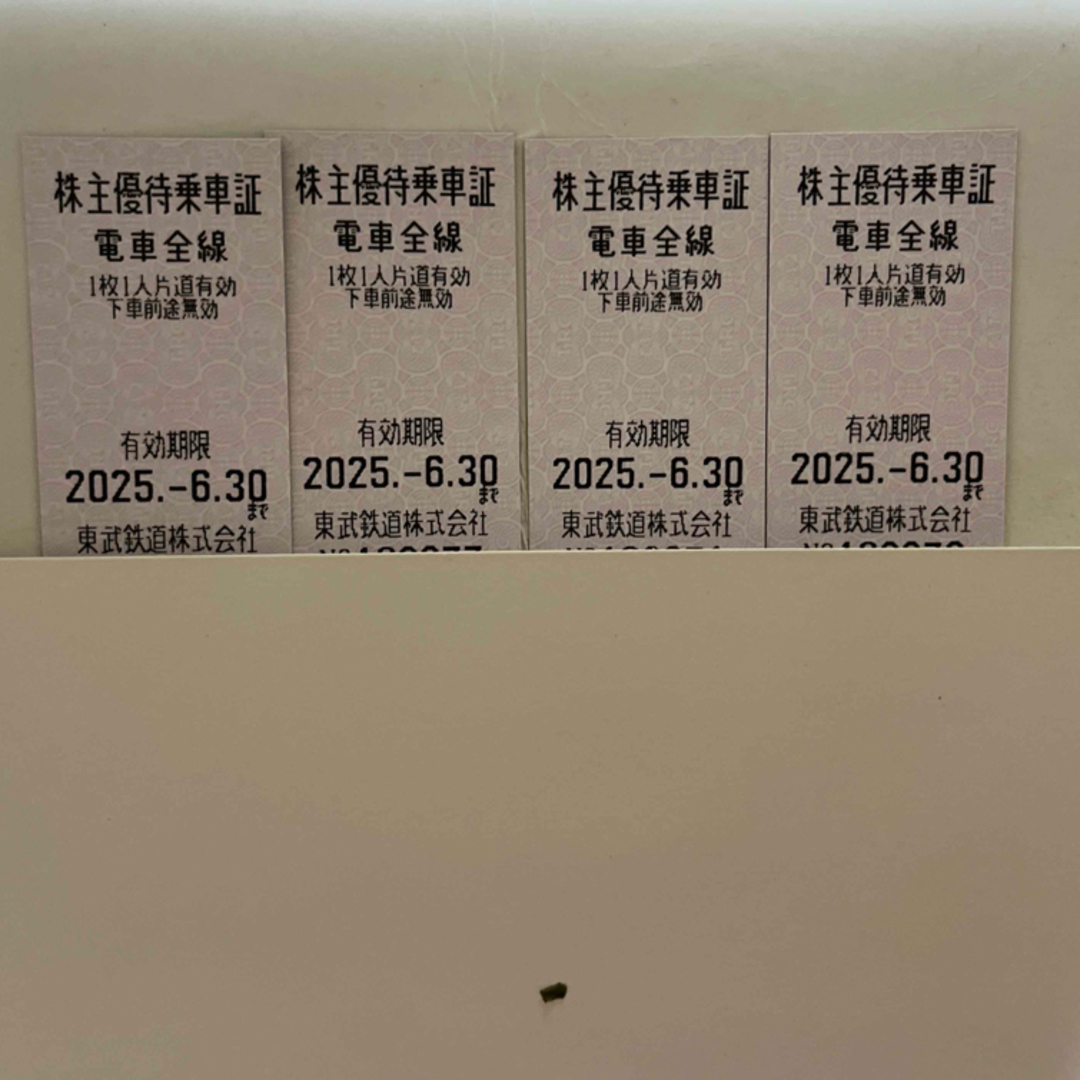 株主優待乗車証
電車全線
1枚1人片道有効
下車前途無効
有効期限
2025.-6.30まで
東武鉄道株式会社
株主優待乗車証
電車全線
1枚1人片道有効
下車前途無効
有効期限
2025.-6.30まで
東武鉄道株式会社
株主優待乗車証
電車全線
1枚1人片道有効
下車前途無効
有効期限
2025.-6.30まで
東武鉄道株式会社
株主優待乗車証
電車全線
1枚1人片道有効
下車前途無効
有効期限
2025.-6.30まで
東武鉄道株式会社